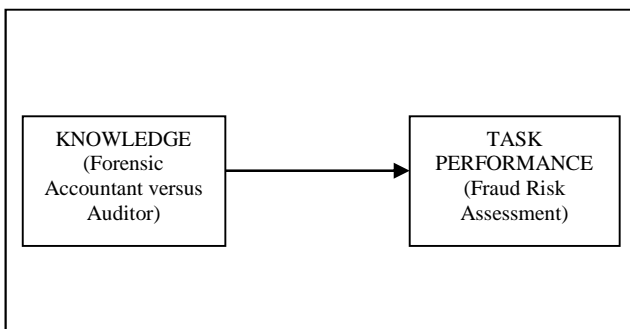 KNOWLEDGE
(Forensic
Accountant versus
Auditor)
TASK
PERFORMANCE
(Fraud Risk
Assessment)